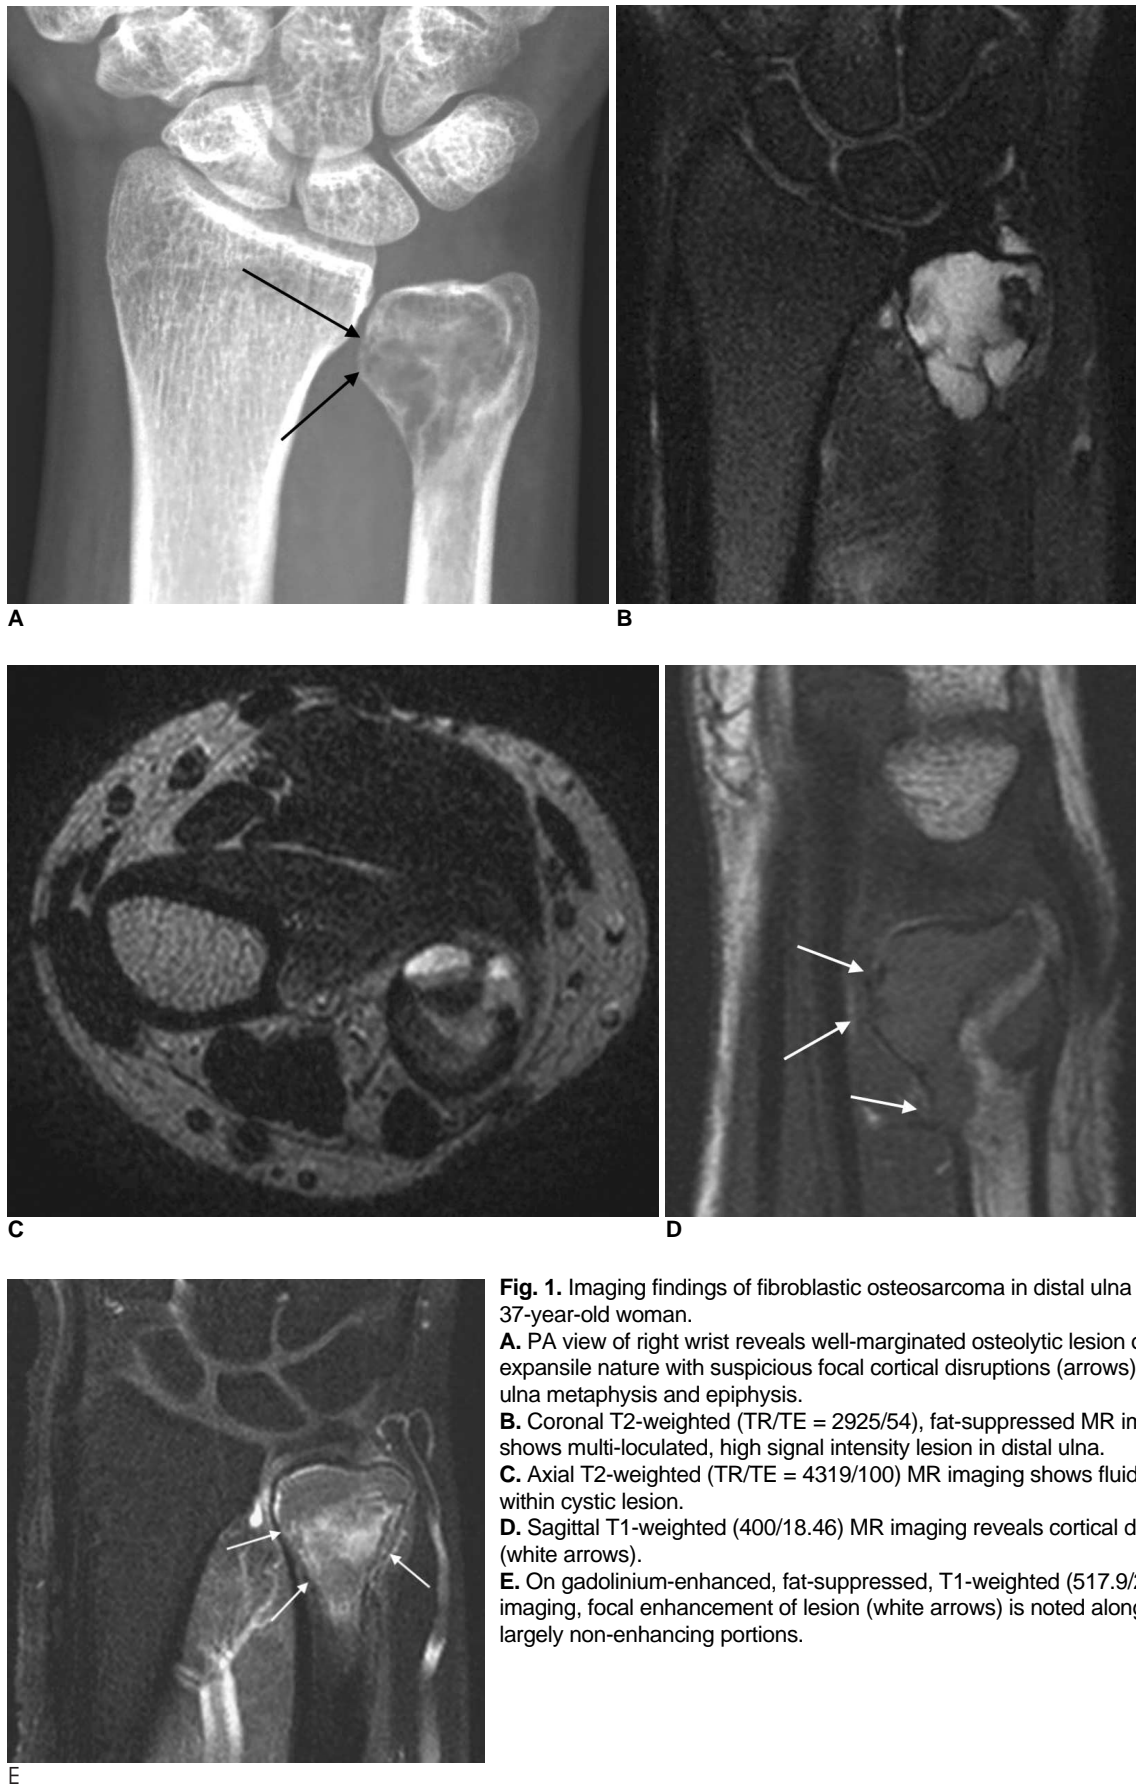 A
B
C
D
E
Fig. 1. Imaging findings of fibroblastic osteosarcoma in distal ulna
37-year-old woman.
A. PA view of right wrist reveals well-marginated osteolytic lesion
expansile nature with suspicious focal cortical disruptions (arrows)
ulna metaphysis and epiphysis.
B. Coronal T2-weighted (TR/TE = 2925/54), fat-suppressed MR
shows multi-loculated, high signal intensity lesion in distal ulna.
C. Axial T2-weighted (TR/TE = 4319/100) MR imaging shows fluid
within cystic lesion.
D. Sagittal T1-weighted (400/18.46) MR imaging reveals cortical
(white arrows).
E. On gadolinium-enhanced, fat-suppressed, T1-weighted (517.9/
imaging, focal enhancement of lesion (white arrows) is noted along
largely non-enhancing portions.